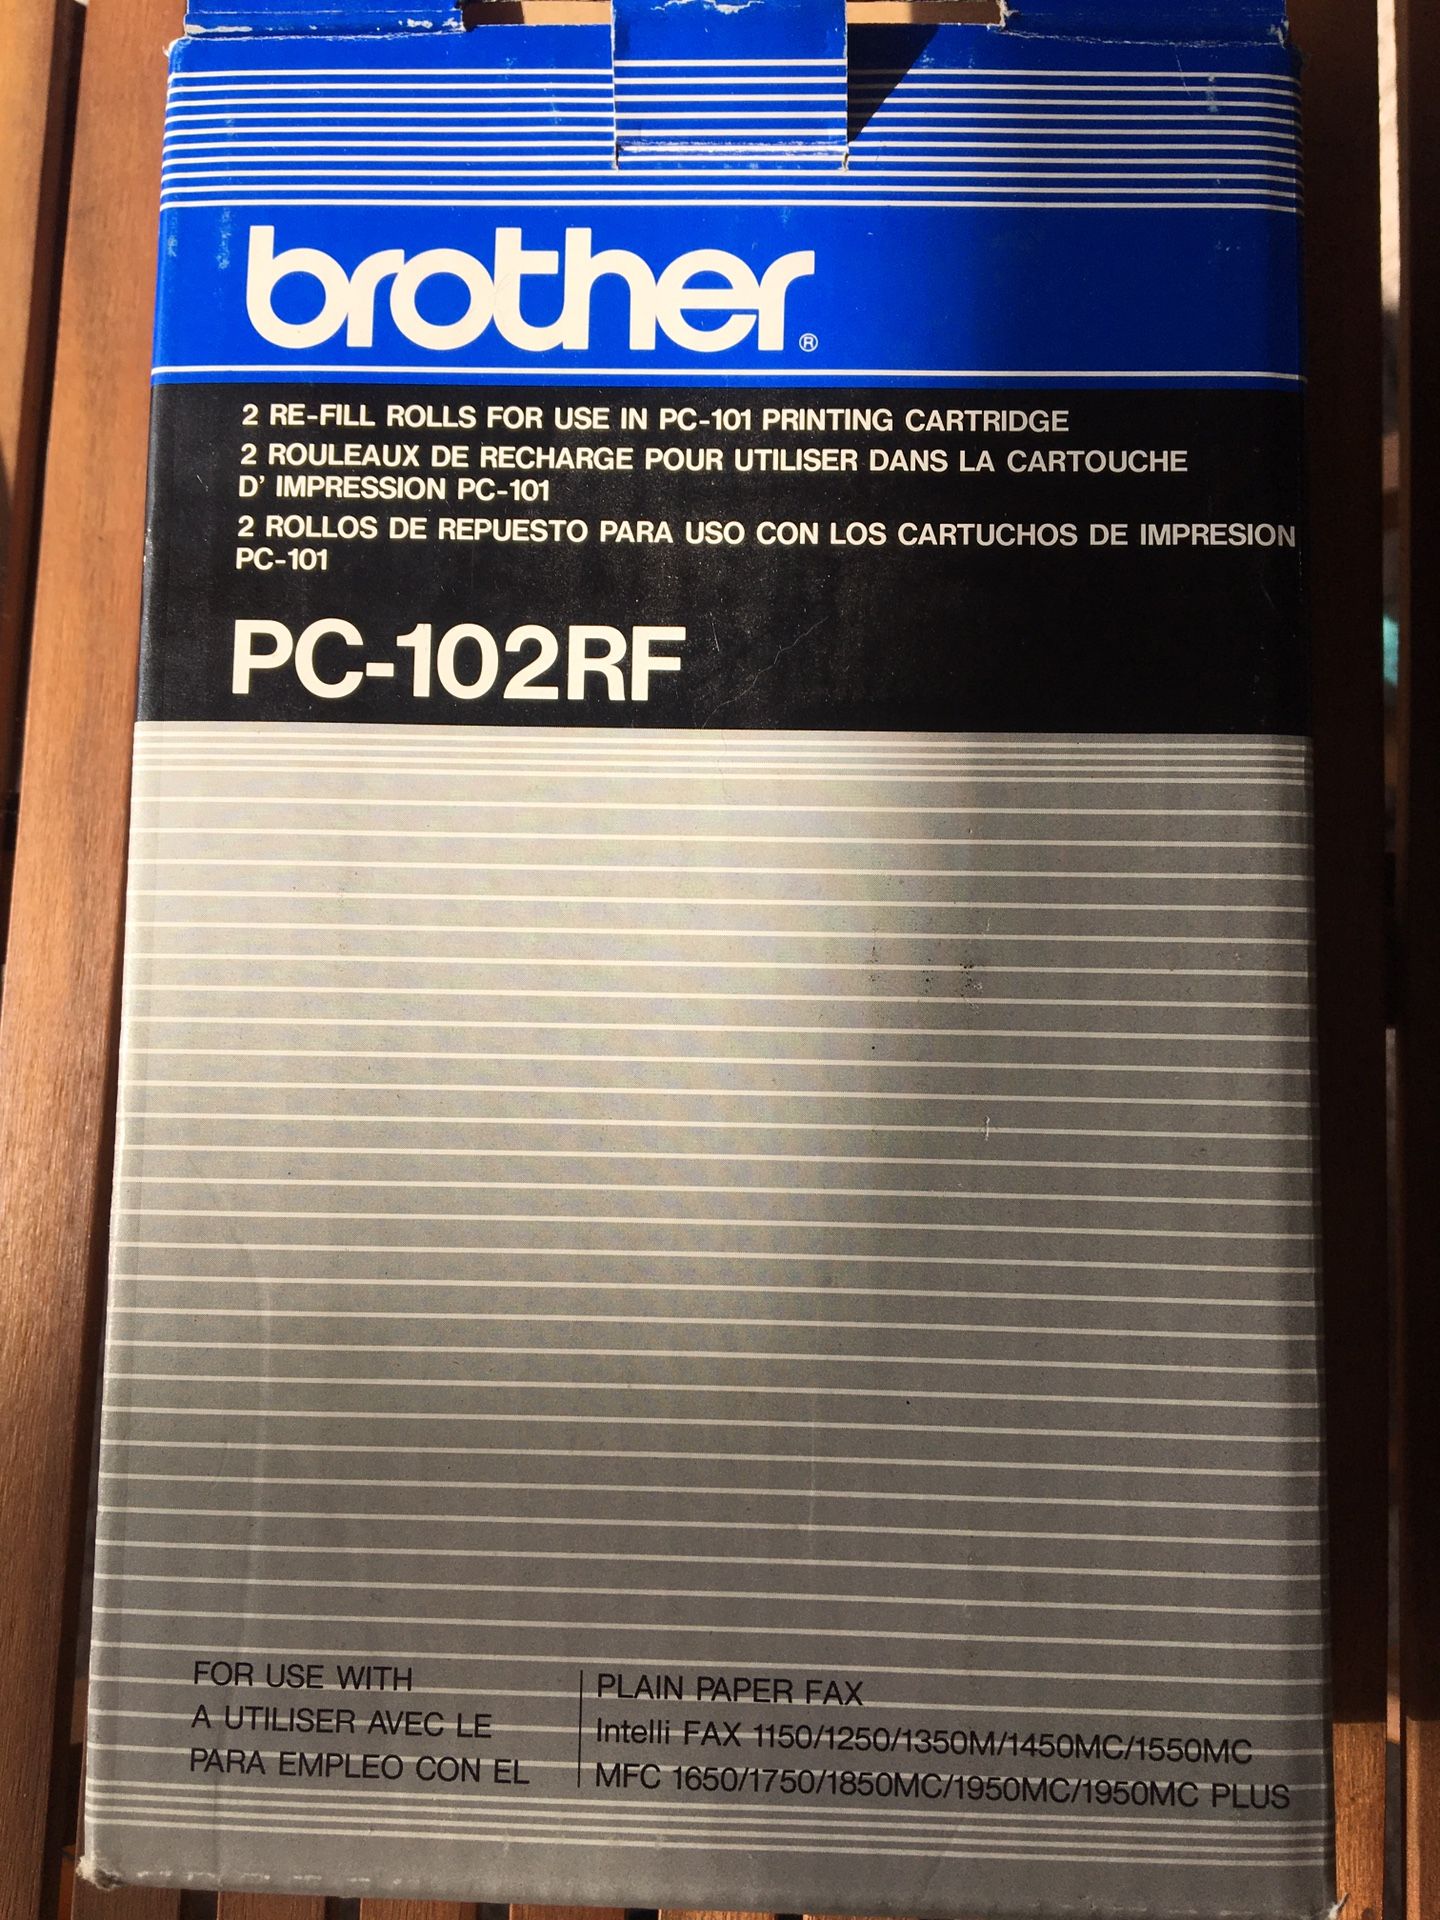 brother®
2 RE-FILL ROLLS FOR USE IN PC-101 PRINTING CARTRIDGE
2 ROULEAUX DE RECHARGE POUR UTILISER DANS LA CARTOUCHE
D' IMPRESSION PC-101
2 ROLLOS DE REPUESTO PARA USO CON LOS CARTUCHOS DE IMPRESION
PC-101
PC-102RF
FOR USE WITH
A UTILISER AVEC LE
PARA EMPLEO CON EL
PLAIN PAPER FAX
Intelli FAX 1150/1250/1350M/1450MC/1550MC
MFC 1650/1750/1850MC/1950MC/1950MC PLUS